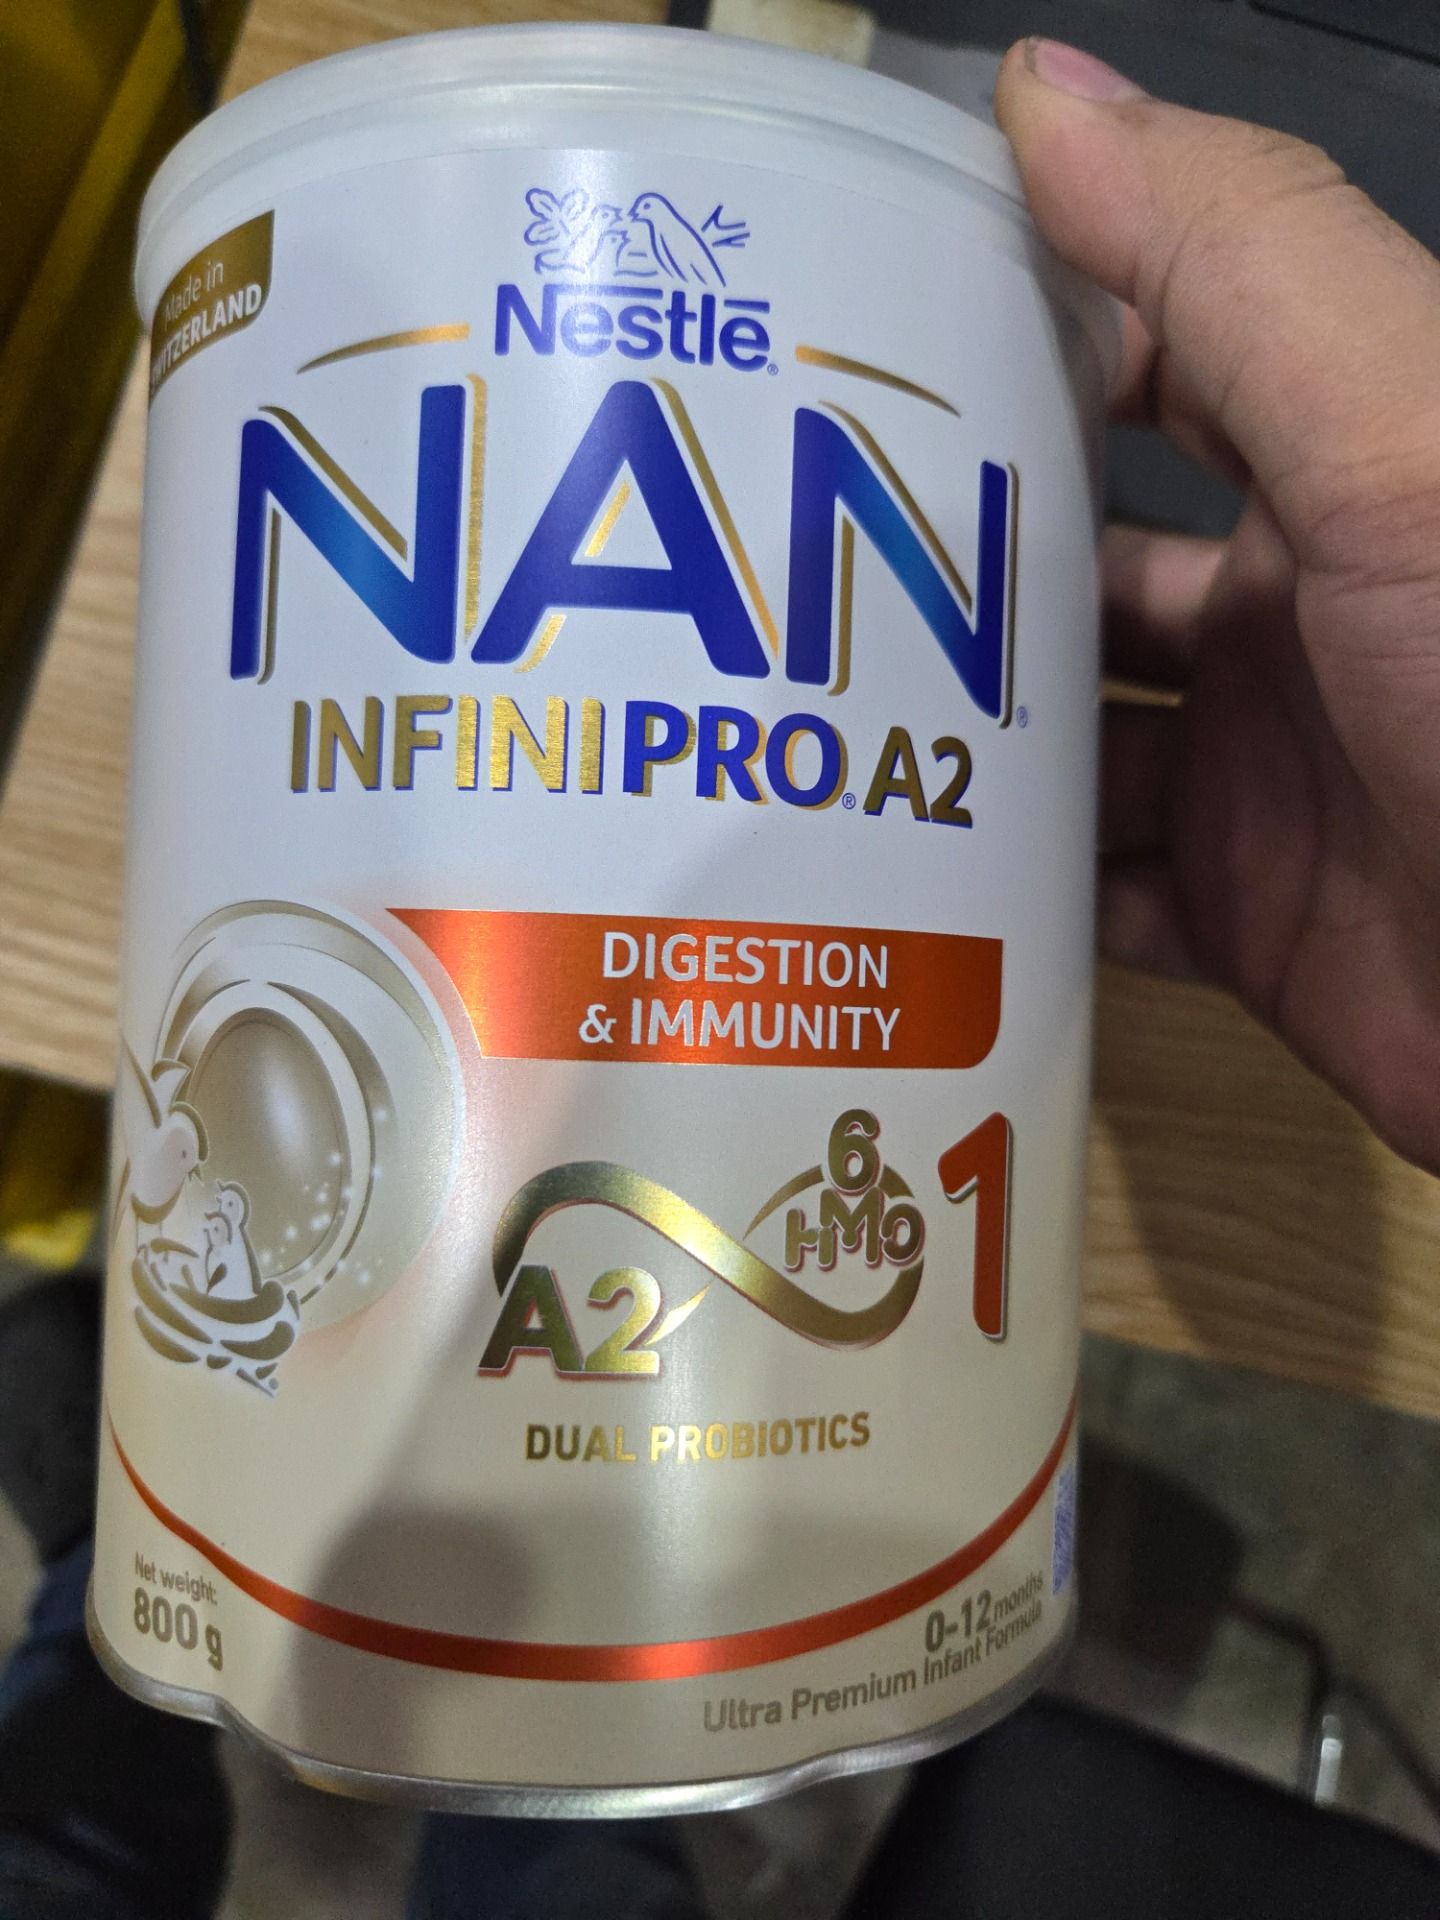 Made in
SWITZERLAND
Nestlē®
NAN®
INFINIPRO® A2
DIGESTION
& IMMUNITY
6
HMO
1
A2
DUAL PROBIOTICS
Net weight:
800 g
0-12 months
Ultra Premium Infant Formula